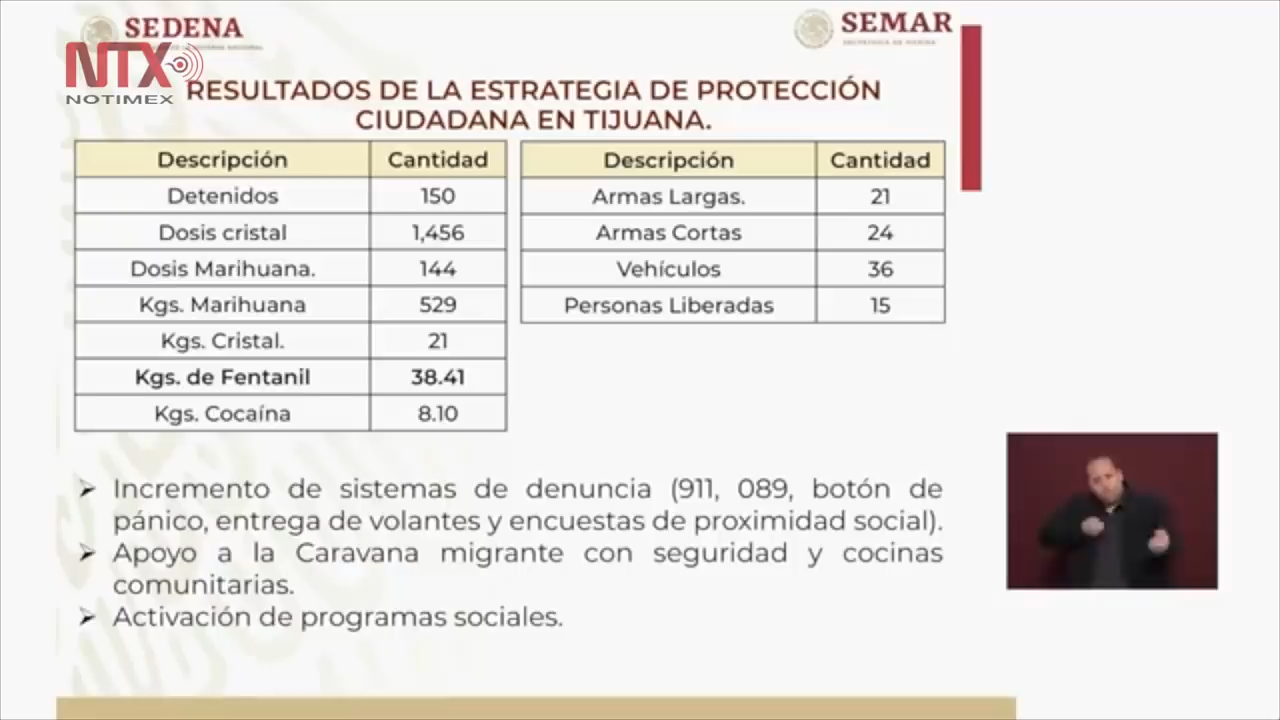 SEDENA
SEMAR
SECRETARÍA DE MARINA
NTX
NOTIMEX
RESULTADOS DE LA ESTRATEGIA DE PROTECCIÓN
CIUDADANA EN TIJUANA.
Descripción Cantidad
Detenidos 150
Dosis cristal 1,456
Dosis Marihuana. 144
Kgs. Marihuana 529
Kgs. Cristal. 21
Kgs. de Fentanil 38.41
Kgs. Cocaína 8.10
Descripción Cantidad
Armas Largas. 21
Armas Cortas 24
Vehículos 36
Personas Liberadas 15
Incremento de sistemas de denuncia (911, 089, botón de
pánico, entrega de volantes y encuestas de proximidad social).
Apoyo a la Caravana migrante con seguridad y cocinas
comunitarias.
Activación de programas sociales.